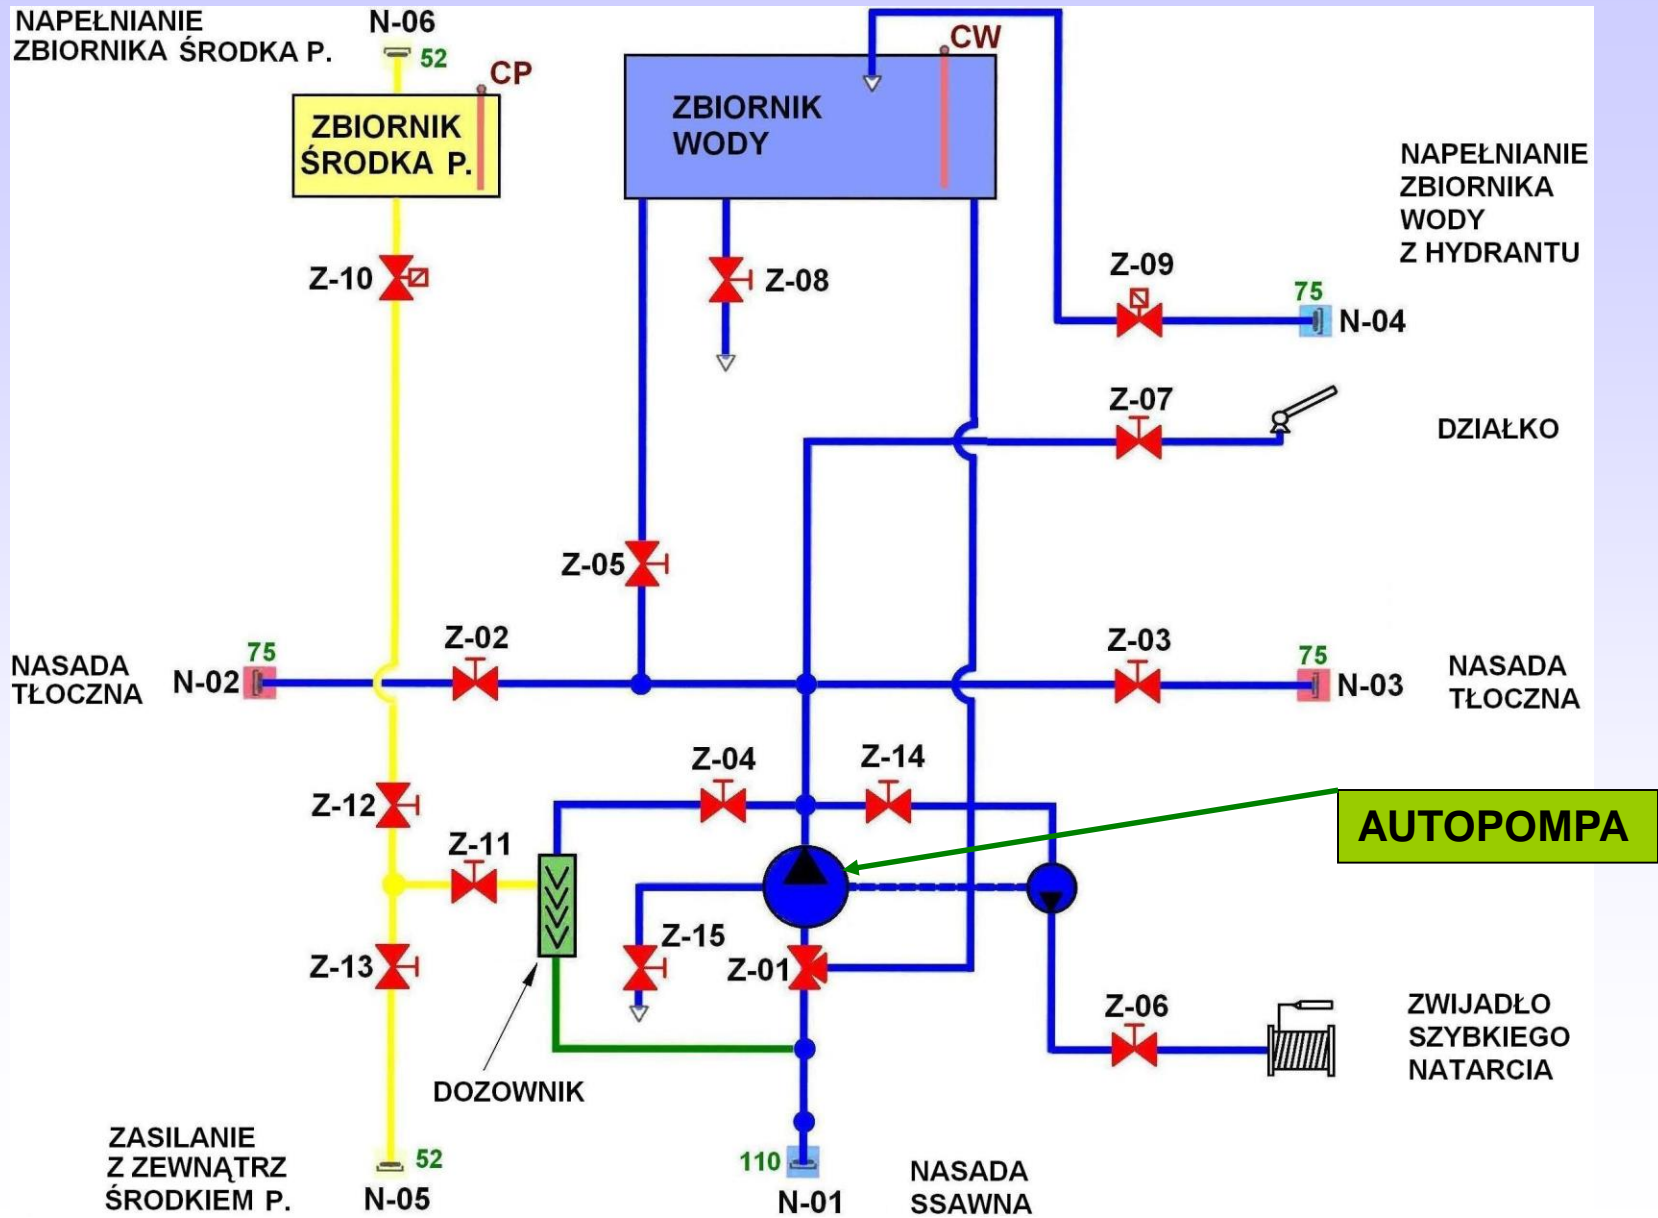 NAPEŁNIANIE
ZBIORNIKA ŚRODKA P.
N-06
52
CP
ZBIORNIK
ŚRODKA P.
CW
ZBIORNIK
WODY
NAPEŁNIANIE
ZBIORNIKA
WODY
Z HYDRANTU
Z-10
Z-08
Z-09
75
N-04
Z-07
DZIAŁKO
Z-05
NASADA
TŁOCZNA
N-02
75
Z-02
Z-03
75
N-03
NASADA
TŁOCZNA
Z-04
Z-14
Z-12
AUTOPOMPA
Z-11
Z-13
Z-15
Z-01
Z-06
ZWIJADŁO
SZYBKIEGO
NATARCIA
DOZOWNIK
ZASILANIE
Z ZEWNĄTRZ
ŚRODKIEM P.
52
N-05
110
N-01
NASADA
SSAWNA